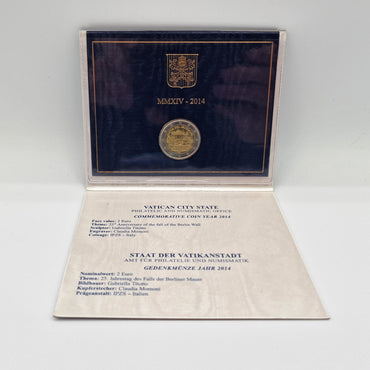 MMXIV - 2014
VATICAN CITY STATE
PHILATELIC AND NUMISMATIC OFFICE
COMMEMORATIVE COIN YEAR 2014
Face value: 2 Euro
Theme: 25th Anniversary of the fall of the Berlin Wall
Sculptor: Gabriella Titotto
Engraver: Claudia Momoni
Coinage: IPZS - Italy
STAAT DER VATIKANSTADT
AMT FÜR PHILATELIE UND NUMISMATIK
GEDENKMÜNZE JAHR 2014
Nominalwert: 2 Euro
Thema: 25. Jahrestag des Falls der Berliner Mauer
Bildhauer: Gabriella Titotto
Kupferstecher: Claudia Momoni
Prägeanstalt: IPZS - Italien